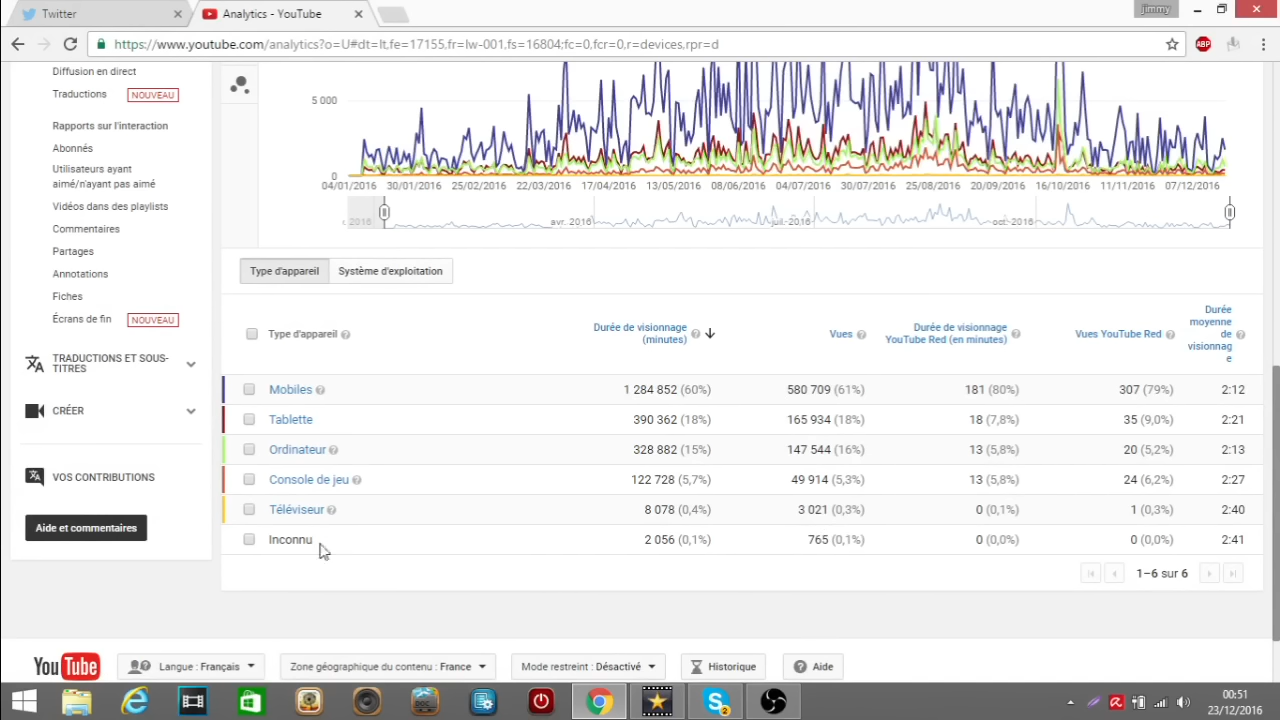 Twitter
Analytics - YouTube
jimmy
https://www.youtube.com/analytics?o=U#dt=lt,fe=17155,fr=lw-001,fs=16804;fc=0,fcr=0,r=devices,rpr=d
ABP
Diffusion en direct
Traductions NOUVEAU
Rapports sur l'interaction
Abonnés
Utilisateurs ayant
aimé/n'ayant pas aimé
Vidéos dans des playlists
Commentaires
Partages
Annotations
Fiches
Écrans de fin NOUVEAU
TRADUCTIONS ET SOUS-
TITRES
CRÉER
VOS CONTRIBUTIONS
Aide et commentaires
5 000
0
04/01/2016 30/01/2016 25/02/2016 22/03/2016 17/04/2016 13/05/2016 08/06/2016 04/07/2016 30/07/2016 25/08/2016 20/09/2016 16/10/2016 11/11/2016 07/12/2016
2016 avr. 2016 juil. 2016 oct. 2016
Type d'appareil Système d'exploitation
Type d'appareil ? Durée de visionnage (minutes) ? Vues ? Durée de visionnage YouTube Red (en minutes) ? Vues YouTube Red ? Durée moyenne de visionnag e ?
Mobiles ? 1 284 852 (60%) 580 709 (61%) 181 (80%) 307 (79%) 2:12
Tablette 390 362 (18%) 165 934 (18%) 18 (7,8%) 35 (9,0%) 2:21
Ordinateur ? 328 882 (15%) 147 544 (16%) 13 (5,8%) 20 (5,2%) 2:13
Console de jeu ? 122 728 (5,7%) 49 914 (5,3%) 13 (5,8%) 24 (6,2%) 2:27
Téléviseur ? 8 078 (0,4%) 3 021 (0,3%) 0 (0,1%) 1 (0,3%) 2:40
Inconnu 2 056 (0,1%) 765 (0,1%) 0 (0,0%) 0 (0,0%) 2:41
1–6 sur 6
YouTube Langue : Français Zone géographique du contenu : France Mode restreint : Désactivé Historique ? Aide
2
00:51
23/12/2016